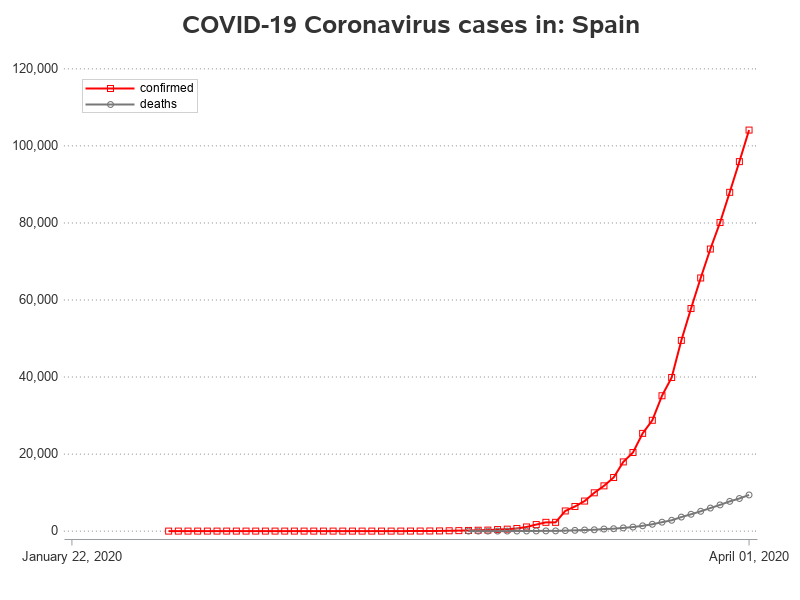 COVID-19 Coronavirus cases in: Spain
120,000
confirmed
deaths
100,000
80,000
60,000
40,000
20,000
0
January 22, 2020
April 01, 2020